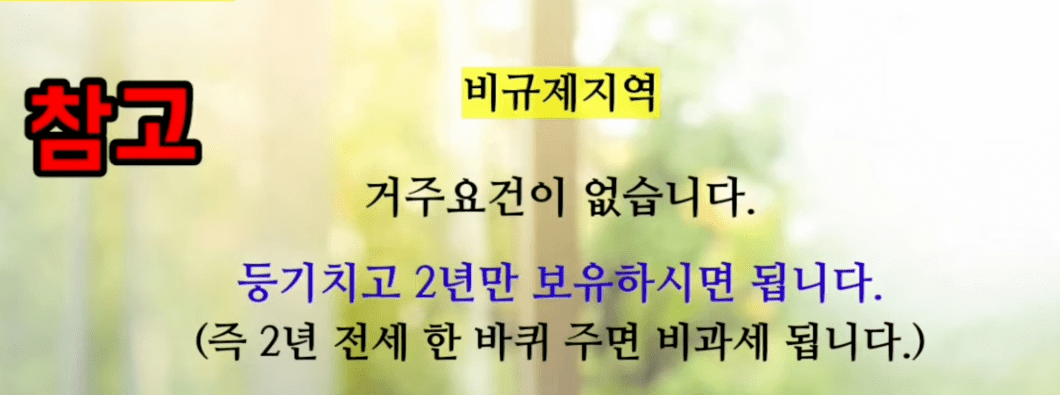 참고
비규제지역
거주요건이 없습니다.
등기치고 2년만 보유하시면 됩니다.
(즉 2년 전세 한 바퀴 주면 비과세 됩니다.)